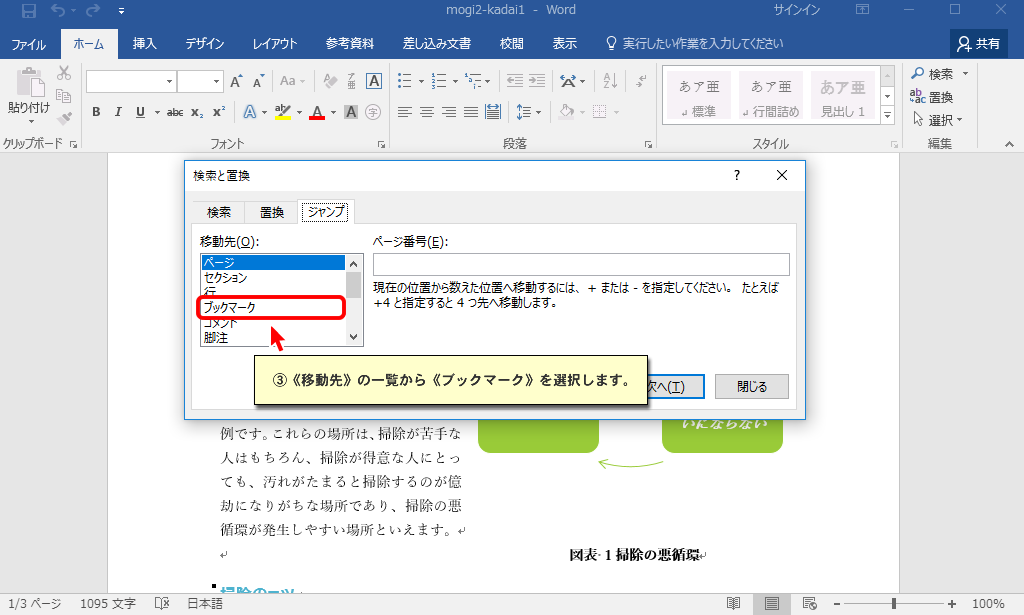 mogi2-kadai1 - Word
サインイン
ファイル ホーム 挿入 デザイン レイアウト 参考資料 差し込み文書 校閲 表示 実行したい作業を入力してください 共有
貼り付け
B I U abc x₂ x²
あア亜 あア亜 あア亜
↲標準 ↲行間詰め 見出し 1
検索
置換
選択
クリップボード フォント 段落 スタイル 編集
検索と置換
検索 置換 ジャンプ
移動先(O):
ページ
セクション
行
ブックマーク
コメント
脚注
ページ番号(E):
現在の位置から数えた位置へ移動するには、+ または - を指定してください。 たとえば
+4 と指定すると 4 つ先へ移動します。
③《移動先》の一覧から《ブックマーク》を選択します。
次へ(T) 閉じる
例です。これらの場所は、掃除が苦手な
人はもちろん、掃除が得意な人にとっ
ても、汚れがたまると掃除するのが億
劫になりがちな場所であり、掃除の悪
循環が発生しやすい場所といえます。
いにならない
図表 1 掃除の悪循環
掃除のコツ
1/3 ページ 1095 文字 日本語 100%